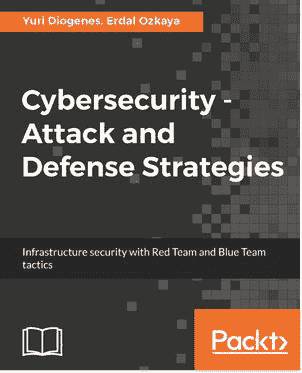 Yuri Diogenes, Erdal Ozkaya
Cybersecurity -
Attack and
Defense Strategies
Infrastructure security with Red Team and Blue Team
tactics
Packt>